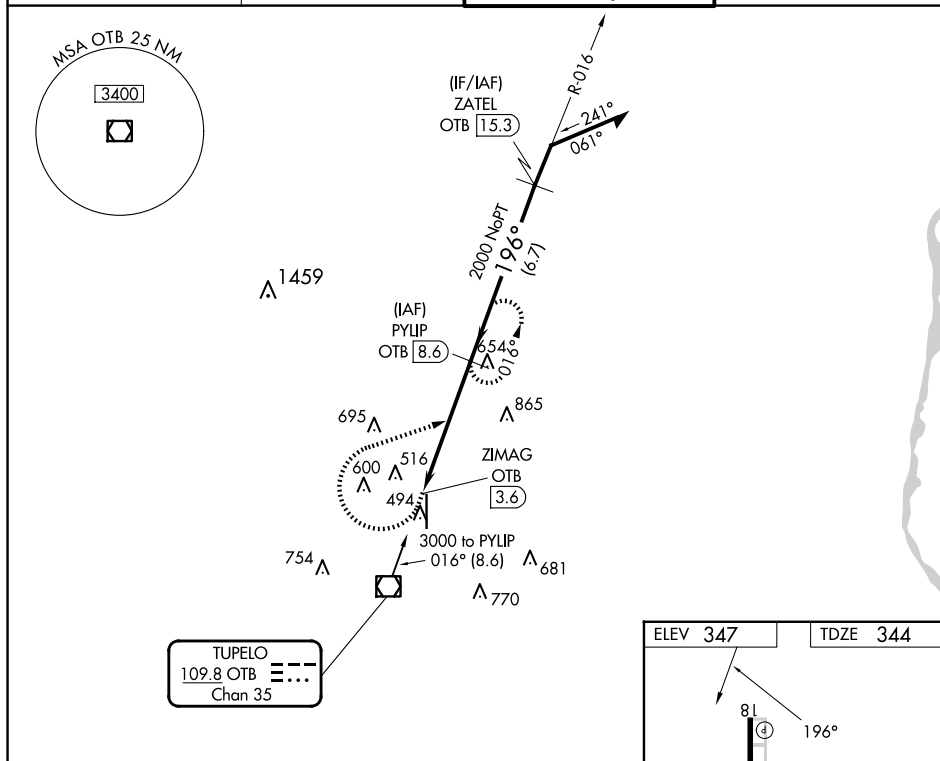 MSA OTB 25 NM
3400
R-016
(IF/IAF)
ZATEL
OTB 15.3
241°
061°
2000 NoPT
196°
(6.7)
1459
(IAF)
PYLIP
OTB 8.6
654
016°
695
865
600
516
ZIMAG
OTB
3.6
494
3000 to PYLIP
016° (8.6)
754
681
770
TUPELO
109.8 OTB
Chan 35
ELEV 347
TDZE 344
18
P
196°